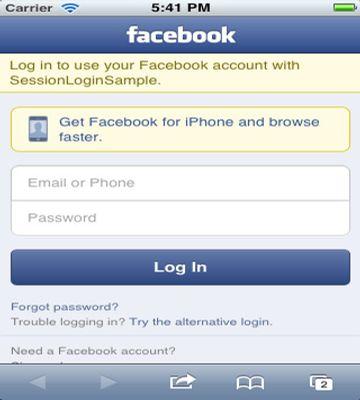 Carrier 5:41 PM
facebook
Log in to use your Facebook account with
SessionLoginSample.
Get Facebook for iPhone and browse
faster.
Email or Phone
Password
Log In
Forgot password?
Trouble logging in? Try the alternative login.
Need a Facebook account?
2